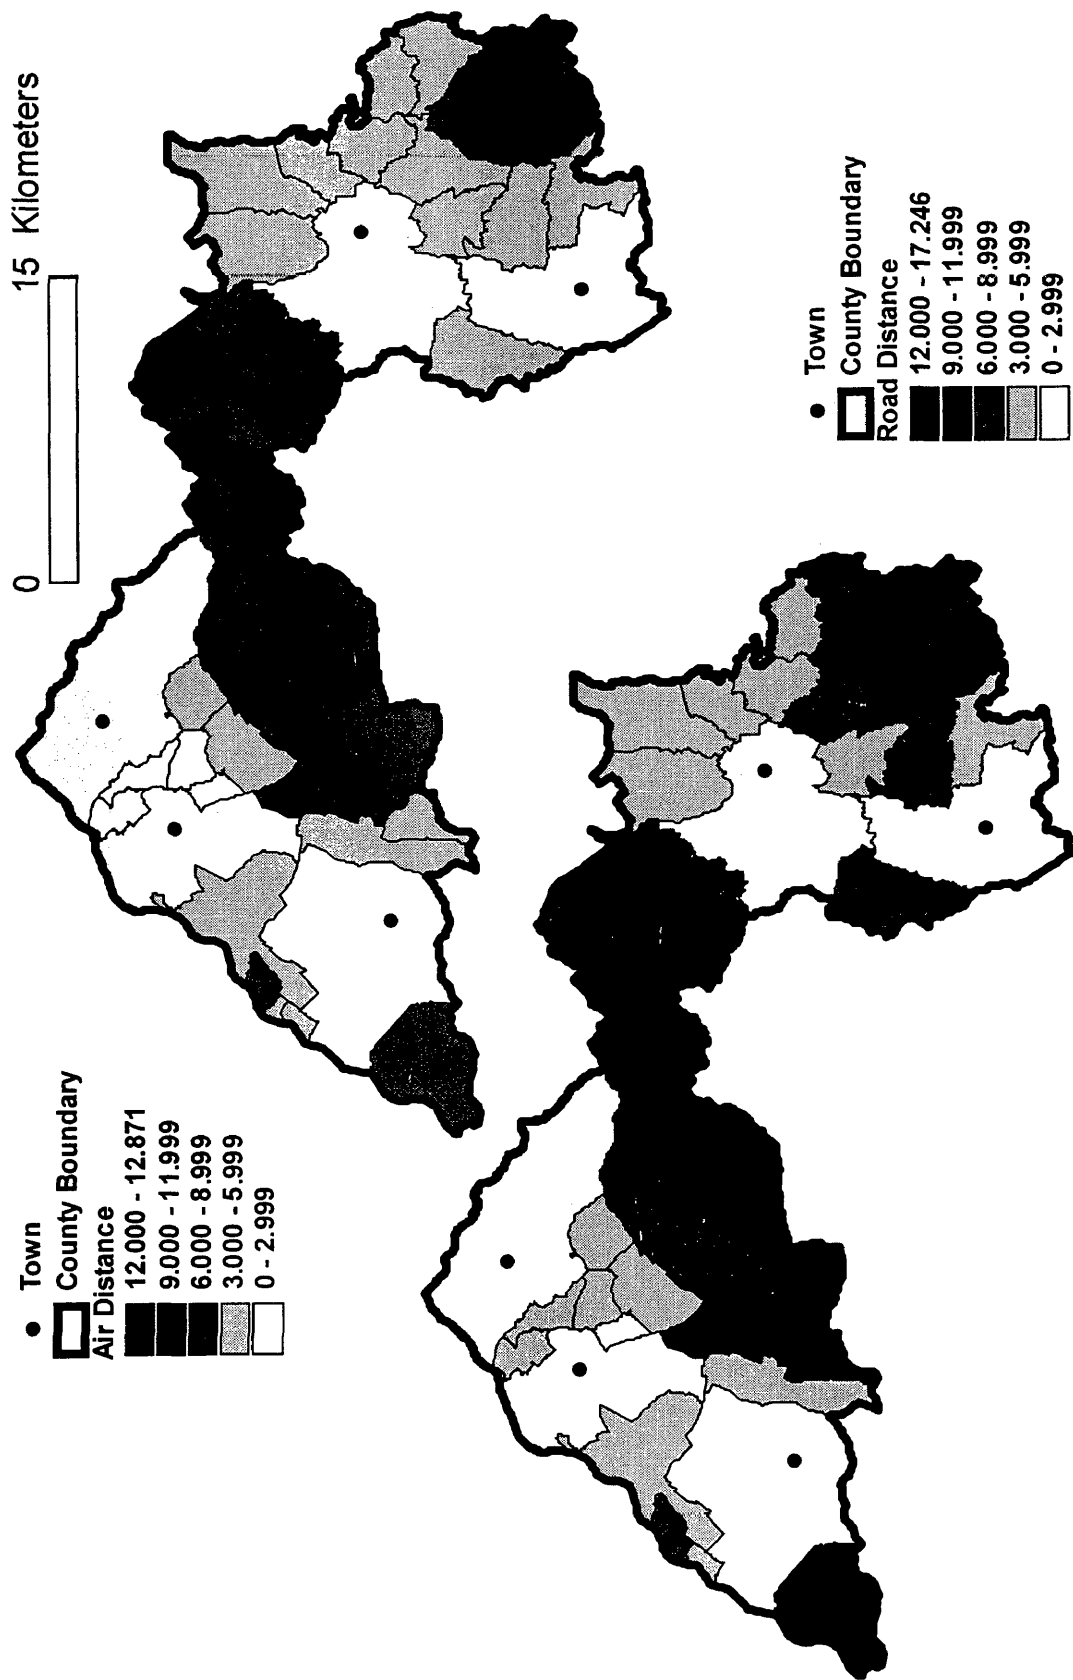 Town
County Boundary
Air Distance
12.000 - 12.871
9.000 - 11.999
6.000 - 8.999
3.000 - 5.999
0 - 2.999
0 15 Kilometers
Town
County Boundary
Road Distance
12.000 - 17.246
9.000 - 11.999
6.000 - 8.999
3.000 - 5.999
0 - 2.999